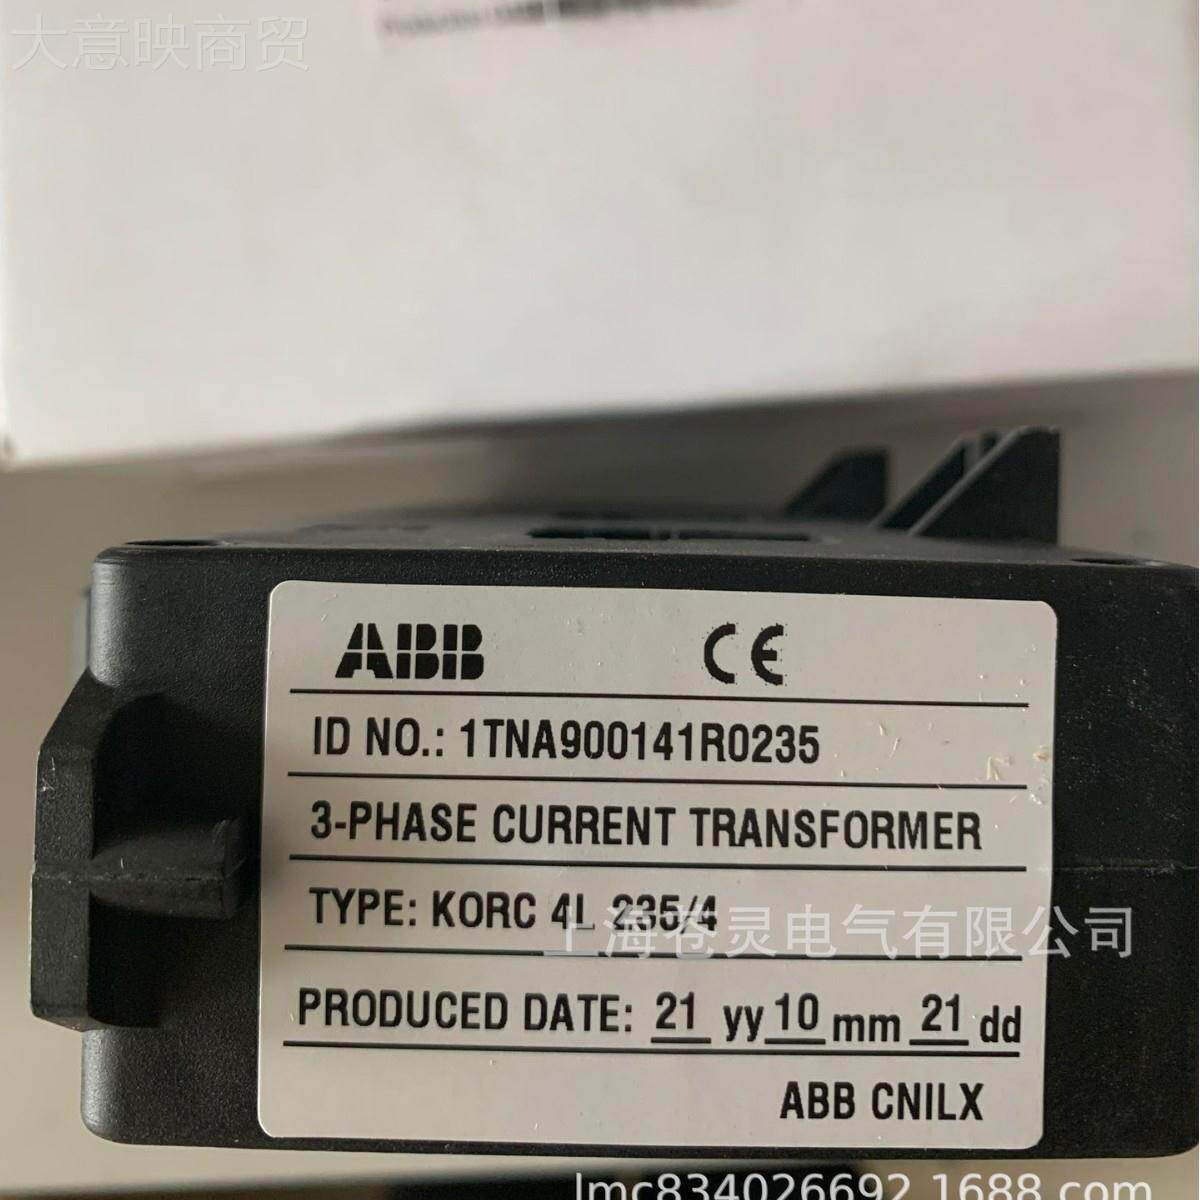 大意映商贸
ABB CE
ID NO.: 1TNA900141R0235
3-PHASE CURRENT TRANSFORMER
TYPE: KORC 4L 235/4
上海苍灵电气有限公司
PRODUCED DATE: 21 yy 10 mm 21 dd
ABB CNILX
lmc834026692.1688.com